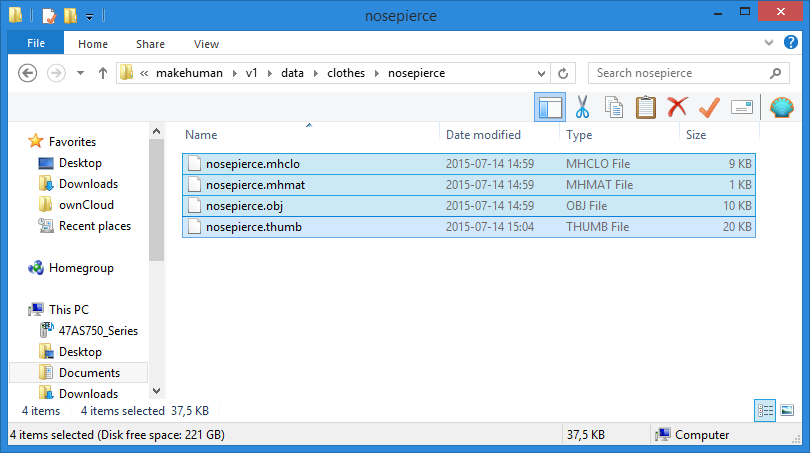 nosepierce
File Home Share View
« makehuman v1 data clothes nosepierce Search nosepierce
Name Date modified Type Size
Favorites
Desktop
Downloads
ownCloud
Recent places
Homegroup
This PC
47AS750_Series
Desktop
Documents
Downloads
nosepierce.mhclo 2015-07-14 14:59 MHCLO File 9 KB
nosepierce.mhmat 2015-07-14 14:59 MHMAT File 1 KB
nosepierce.obj 2015-07-14 14:59 OBJ File 10 KB
nosepierce.thumb 2015-07-14 15:04 THUMB File 20 KB
4 items 4 items selected 37,5 KB
4 items selected (Disk free space: 221 GB) 37,5 KB Computer